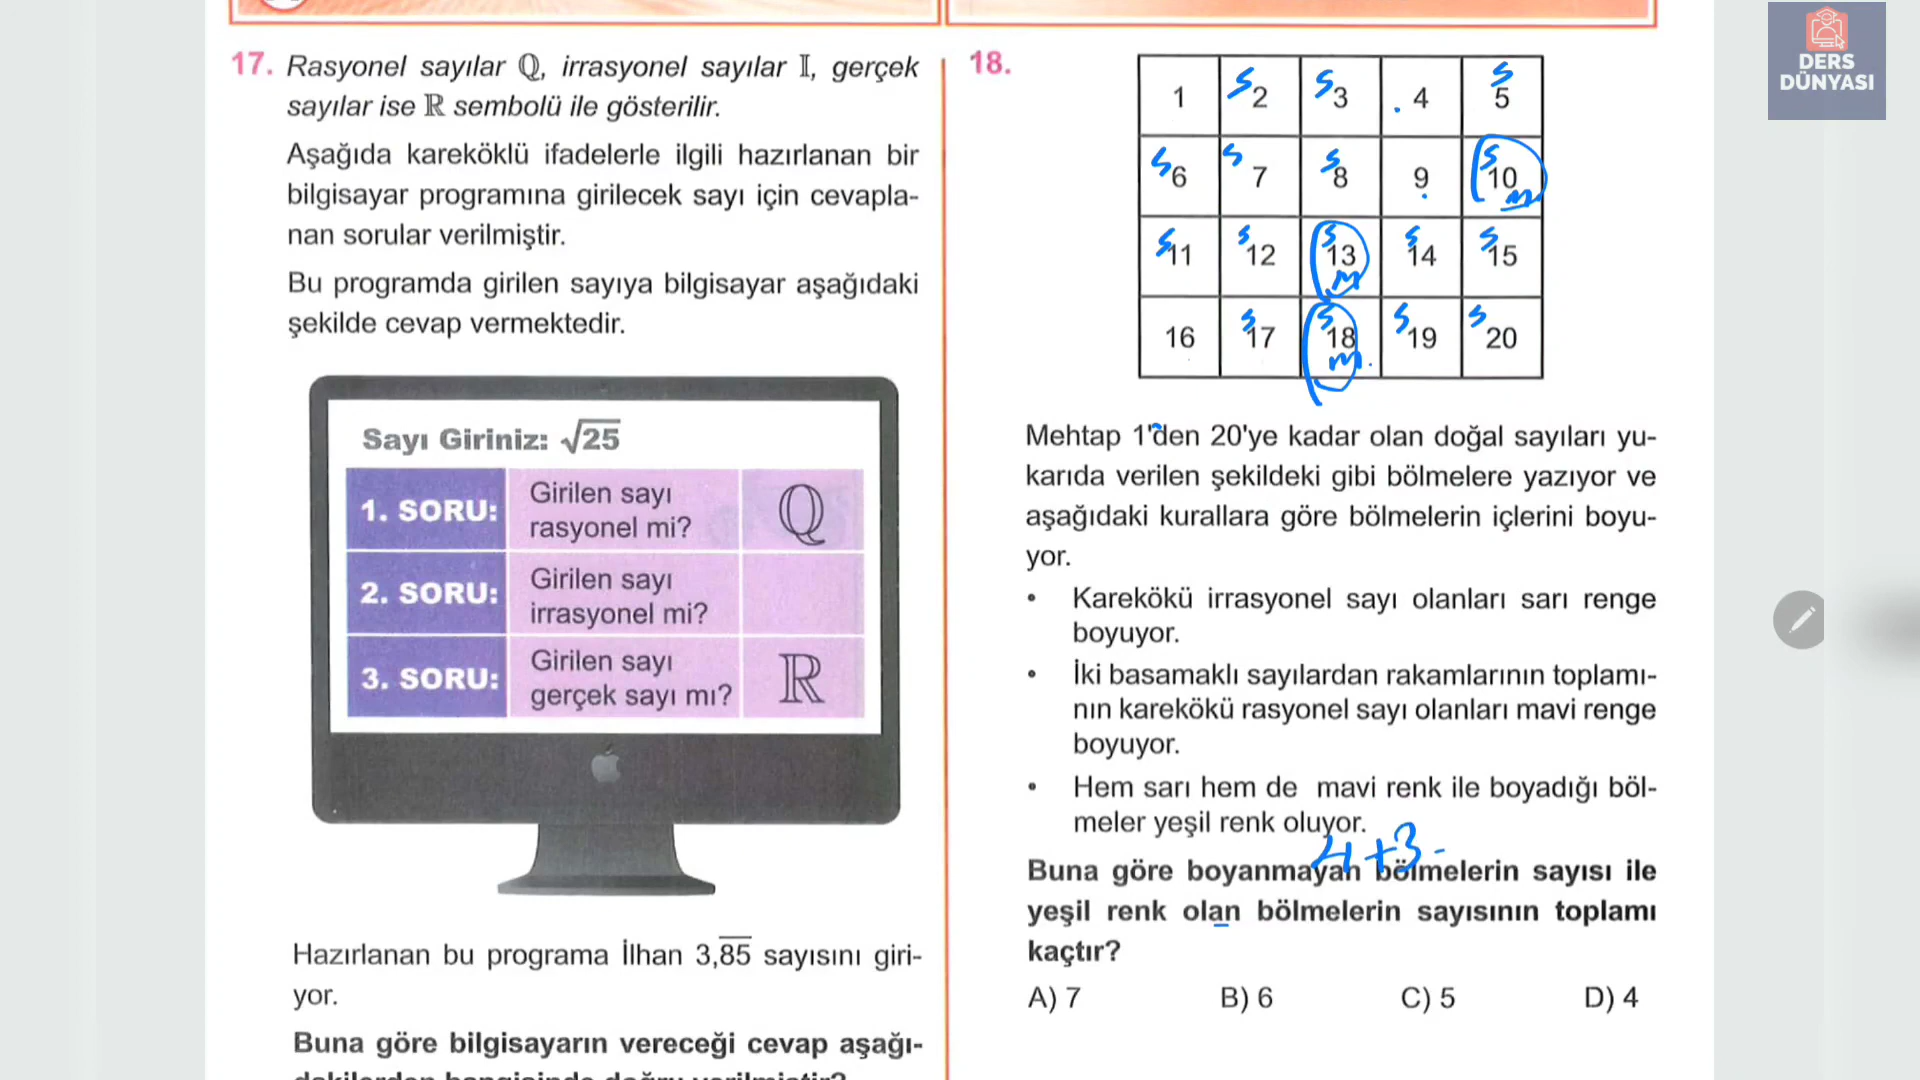 DERS
DÜNYASI
17. Rasyonel sayılar ℚ, irrasyonel sayılar 𝕀, gerçek
sayılar ise ℝ sembolü ile gösterilir.
Aşağıda kareköklü ifadelerle ilgili hazırlanan bir
bilgisayar programına girilecek sayı için cevapla-
nan sorular verilmiştir.
Bu programda girilen sayıya bilgisayar aşağıdaki
şekilde cevap vermektedir.
Sayı Giriniz: √25
1. SORU: Girilen sayı
rasyonel mi? ℚ
2. SORU: Girilen sayı
irrasyonel mi?
3. SORU: Girilen sayı
gerçek sayı mı? ℝ
Hazırlanan bu programa İlhan 3,8̅5̅ sayısını giri-
yor.
Buna göre bilgisayarın vereceği cevap aşağı-
dakilerden hangisinde doğru verilmiştir?
18.
1 S 2 S 3 4 S 5
S 6 S 7 S 8 9 S 10 m
S 11 S 12 S 13 m S 14 S 15
16 S 17 S 18 m S 19 S 20
Mehtap 1'den 20'ye kadar olan doğal sayıları yu-
karıda verilen şekildeki gibi bölmelere yazıyor ve
aşağıdaki kurallara göre bölmelerin içlerini boyu-
yor.
• Karekökü irrasyonel sayı olanları sarı renge
boyuyor.
• İki basamaklı sayılardan rakamlarının toplamı-
nın karekökü rasyonel sayı olanları mavi renge
boyuyor.
• Hem sarı hem de mavi renk ile boyadığı böl-
meler yeşil renk oluyor.
4+3-
Buna göre boyanmayan bölmelerin sayısı ile
yeşil renk olan bölmelerin sayısının toplamı
kaçtır?
A) 7 B) 6 C) 5 D) 4